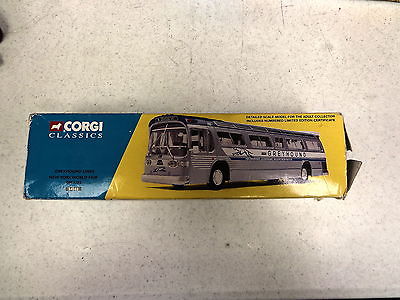 CORGI
CLASSICS
DETAILED SCALE MODEL FOR THE ADULT COLLECTOR
INCLUDES NUMBERED LIMITED EDITION CERTIFICATE
GREYHOUND
GREYHOUND LINES
NEW YORK WORLD FAIR